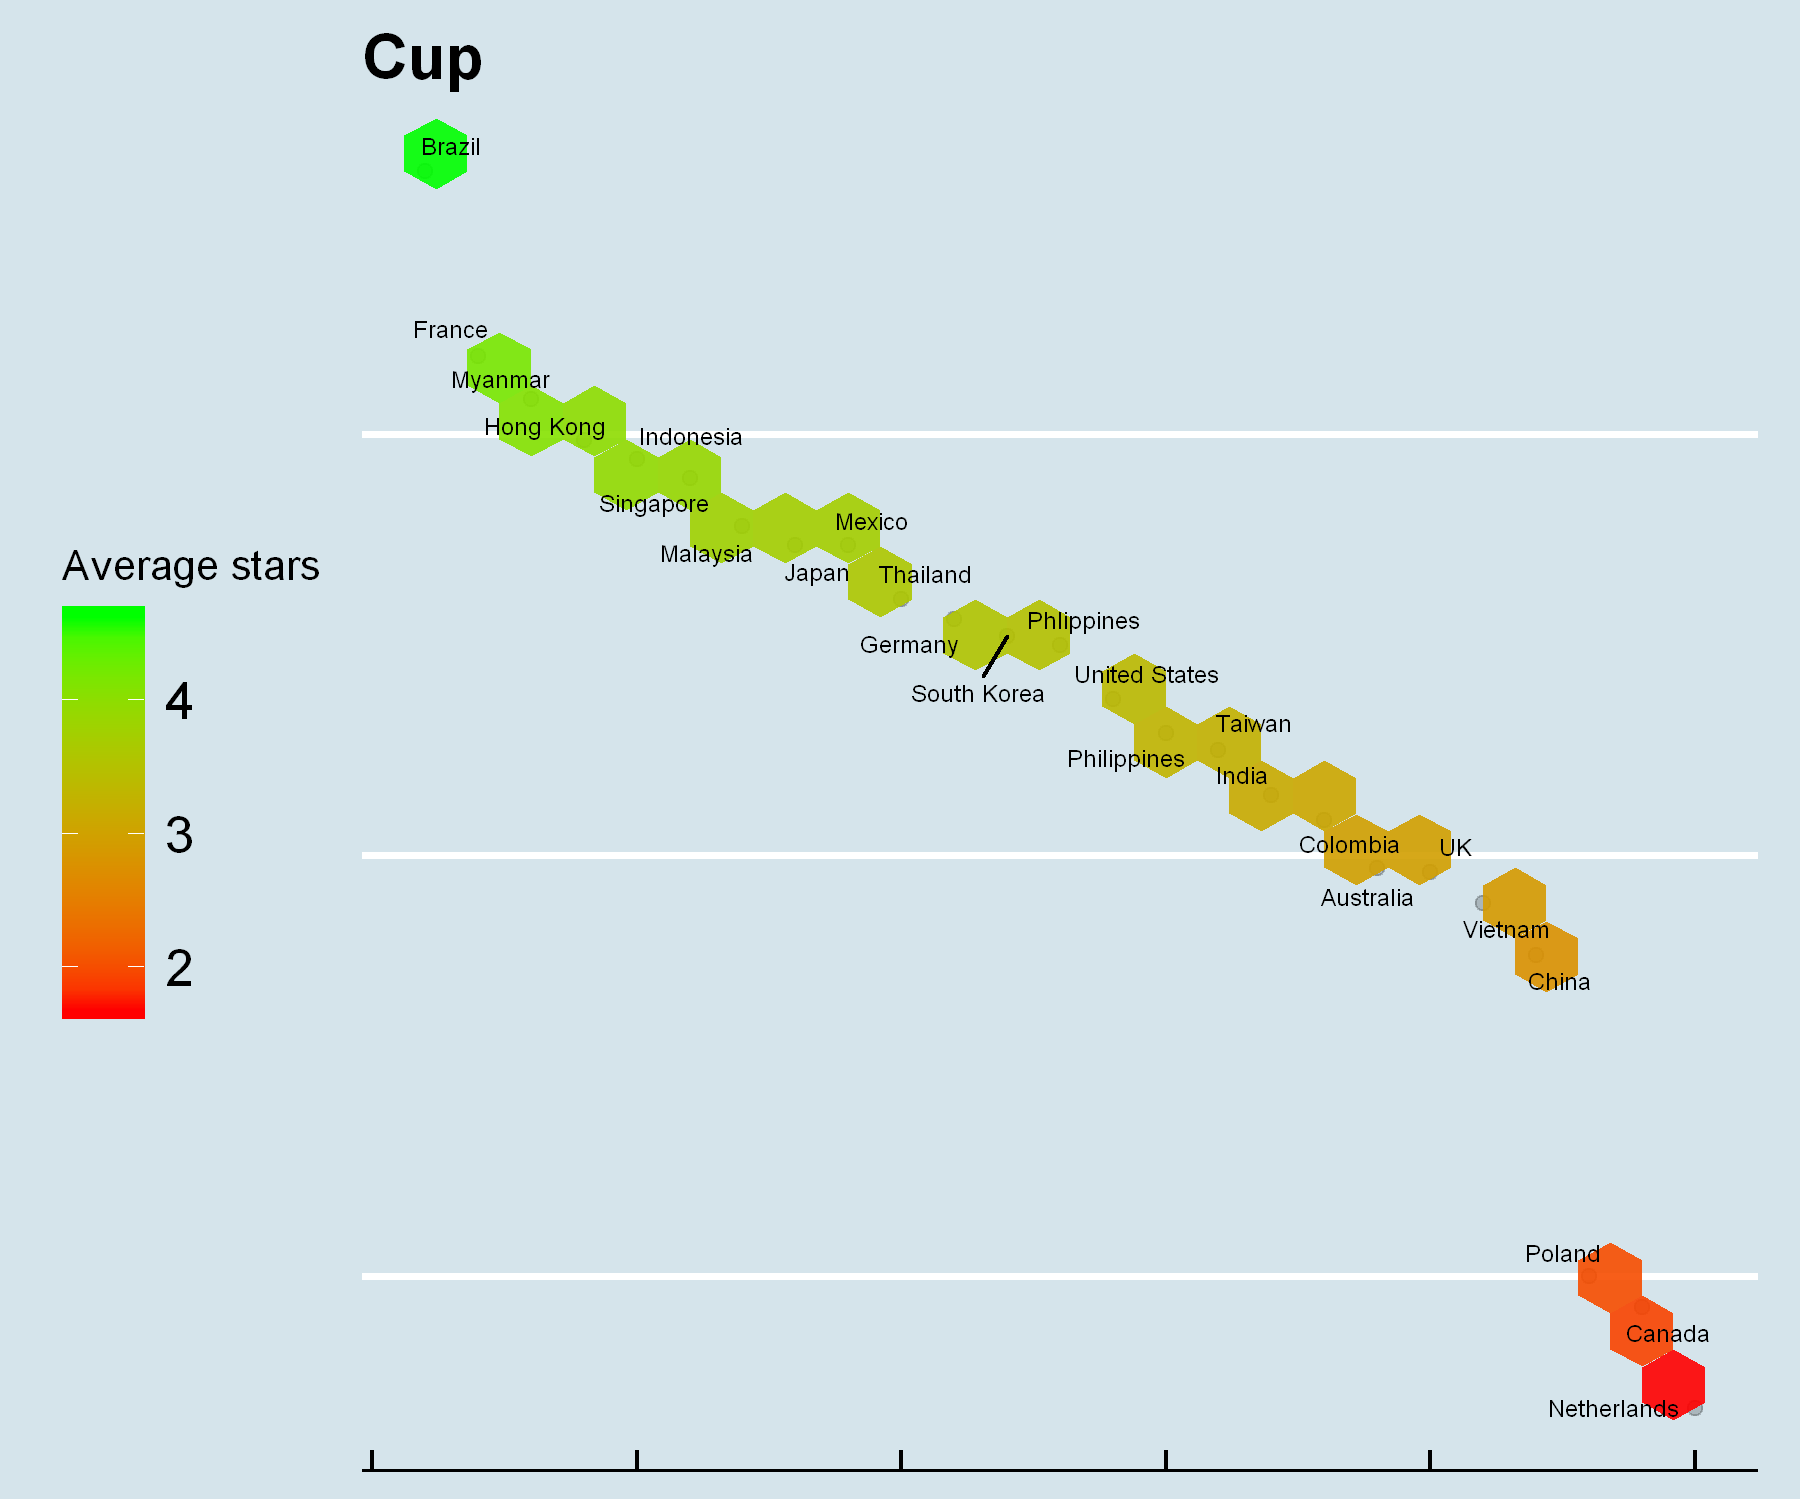 Cup
Brazil
France
Myanmar
Hong Kong
Indonesia
Singapore
Mexico
Malaysia
Average stars
Japan
Thailand
Phlippines
Germany
United States
South Korea
4
Taiwan
Philippines
India
3
Colombia
UK
Australia
Vietnam
2
China
Poland
Canada
Netherlands